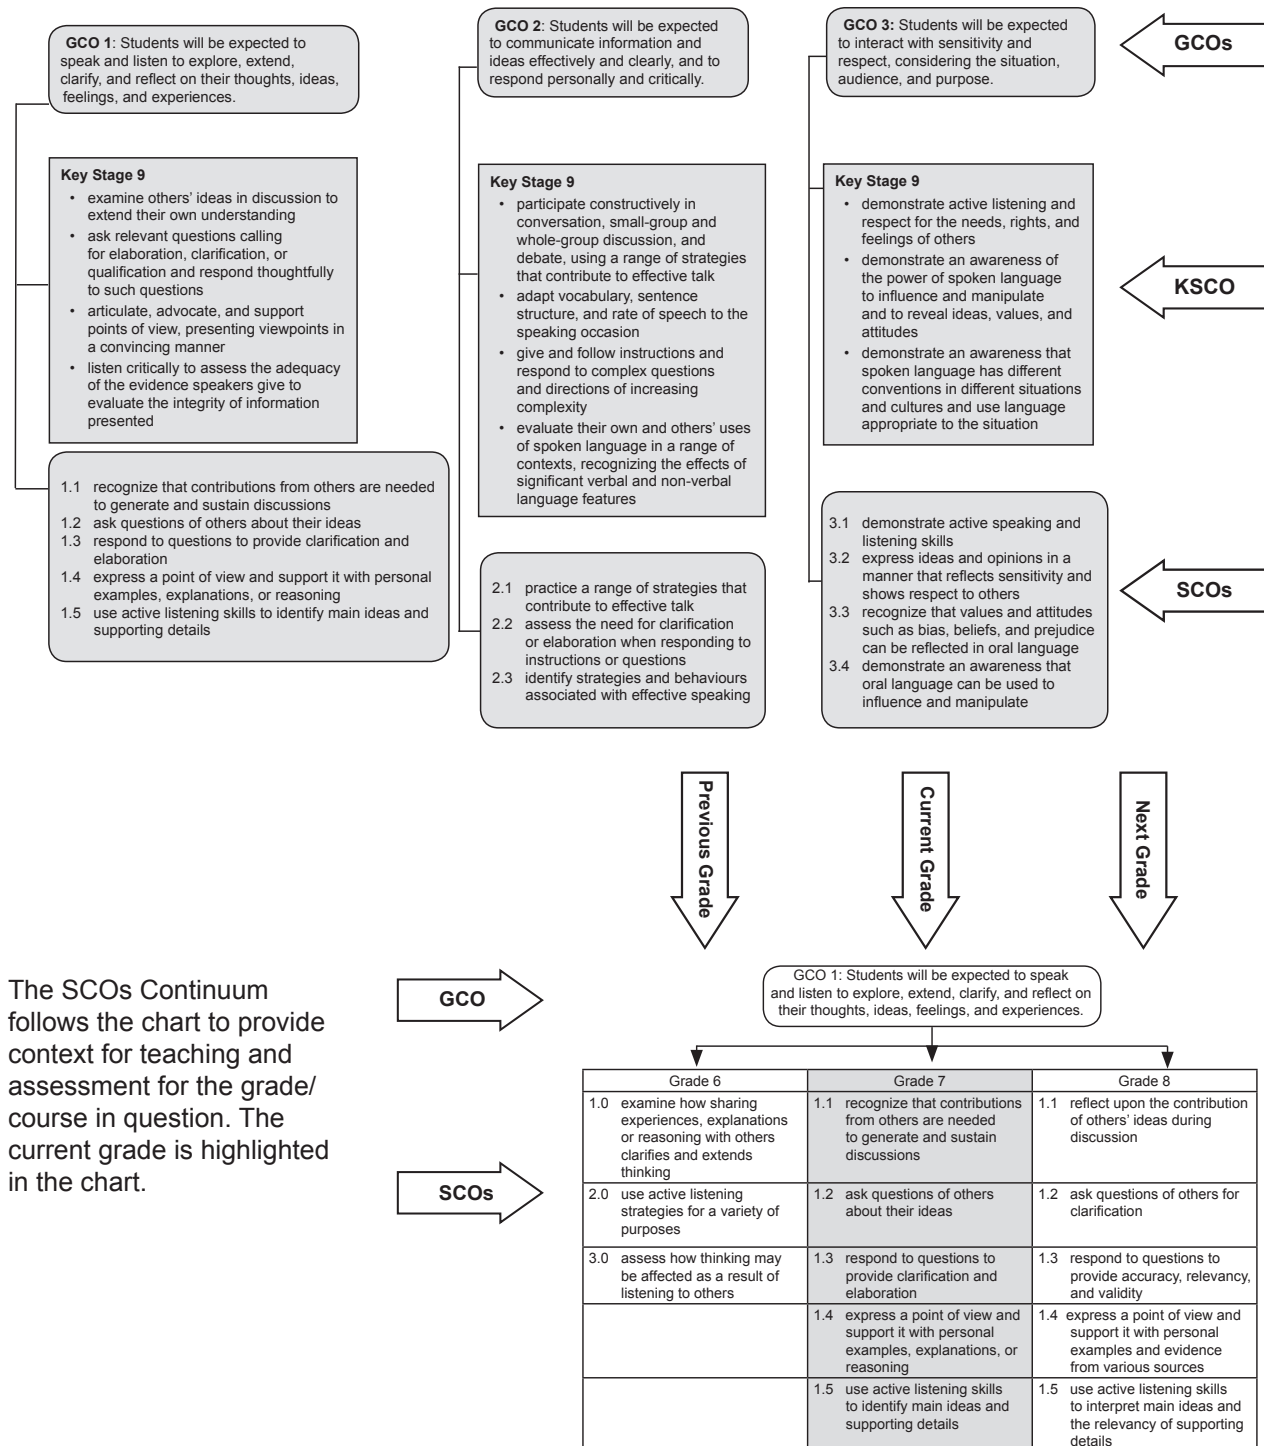 GCO 1: Students will be expected to
speak and listen to explore, extend,
clarify, and reflect on their thoughts, ideas,
feelings, and experiences.
GCO 2: Students will be expected
to communicate information and
ideas effectively and clearly, and to
respond personally and critically.
GCO 3: Students will be expected
to interact with sensitivity and
respect, considering the situation,
audience, and purpose.
GCOs
Key Stage 9
• examine others’ ideas in discussion to
extend their own understanding
• ask relevant questions calling
for elaboration, clarification, or
qualification and respond thoughtfully
to such questions
• articulate, advocate, and support
points of view, presenting viewpoints in
a convincing manner
• listen critically to assess the adequacy
of the evidence speakers give to
evaluate the integrity of information
presented
Key Stage 9
• participate constructively in
conversation, small-group and
whole-group discussion, and
debate, using a range of strategies
that contribute to effective talk
• adapt vocabulary, sentence
structure, and rate of speech to the
speaking occasion
• give and follow instructions and
respond to complex questions
and directions of increasing
complexity
• evaluate their own and others’ uses
of spoken language in a range of
contexts, recognizing the effects of
significant verbal and non-verbal
language features
Key Stage 9
• demonstrate active listening and
respect for the needs, rights, and
feelings of others
• demonstrate an awareness of
the power of spoken language
to influence and manipulate
and to reveal ideas, values, and
attitudes
• demonstrate an awareness that
spoken language has different
conventions in different situations
and cultures and use language
appropriate to the situation
KSCO
1.1 recognize that contributions from others are needed
to generate and sustain discussions
1.2 ask questions of others about their ideas
1.3 respond to questions to provide clarification and
elaboration
1.4 express a point of view and support it with personal
examples, explanations, or reasoning
1.5 use active listening skills to identify main ideas and
supporting details
2.1 practice a range of strategies that
contribute to effective talk
2.2 assess the need for clarification
or elaboration when responding to
instructions or questions
2.3 identify strategies and behaviours
associated with effective speaking
3.1 demonstrate active speaking and
listening skills
3.2 express ideas and opinions in a
manner that reflects sensitivity and
shows respect to others
3.3 recognize that values and attitudes
such as bias, beliefs, and prejudice
can be reflected in oral language
3.4 demonstrate an awareness that
oral language can be used to
influence and manipulate
SCOs
Previous Grade
Current Grade
Next Grade
The SCOs Continuum
follows the chart to provide
context for teaching and
assessment for the grade/
course in question. The
current grade is highlighted
in the chart.
GCO
SCOs
GCO 1: Students will be expected to speak
and listen to explore, extend, clarify, and reflect on
their thoughts, ideas, feelings, and experiences.
Grade 6
Grade 7
Grade 8
1.0 examine how sharing
experiences, explanations
or reasoning with others
clarifies and extends
thinking
1.1 recognize that contributions
from others are needed
to generate and sustain
discussions
1.1 reflect upon the contribution
of others’ ideas during
discussion
2.0 use active listening
strategies for a variety of
purposes
1.2 ask questions of others
about their ideas
1.2 ask questions of others for
clarification
3.0 assess how thinking may
be affected as a result of
listening to others
1.3 respond to questions to
provide clarification and
elaboration
1.3 respond to questions to
provide accuracy, relevancy,
and validity
1.4 express a point of view and
support it with personal
examples, explanations, or
reasoning
1.4 express a point of view and
support it with personal
examples and evidence
from various sources
1.5 use active listening skills
to identify main ideas and
supporting details
1.5 use active listening skills
to interpret main ideas and
the relevancy of supporting
details